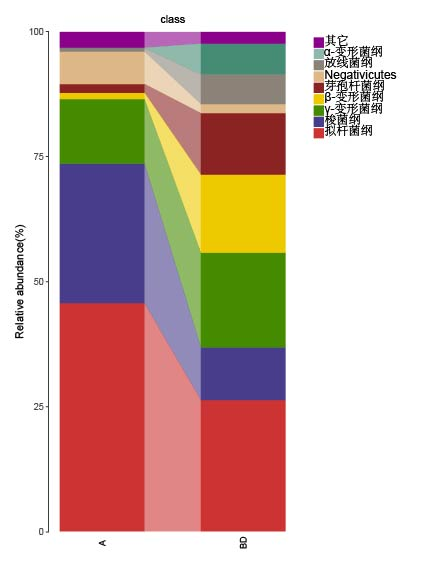 class
其它
α-变形菌纲
放线菌纲
Negativicutes
芽孢杆菌纲
β-变形菌纲
γ-变形菌纲
梭菌纲
拟杆菌纲
Relative abundance(%)
100
75
50
25
0
A
BD